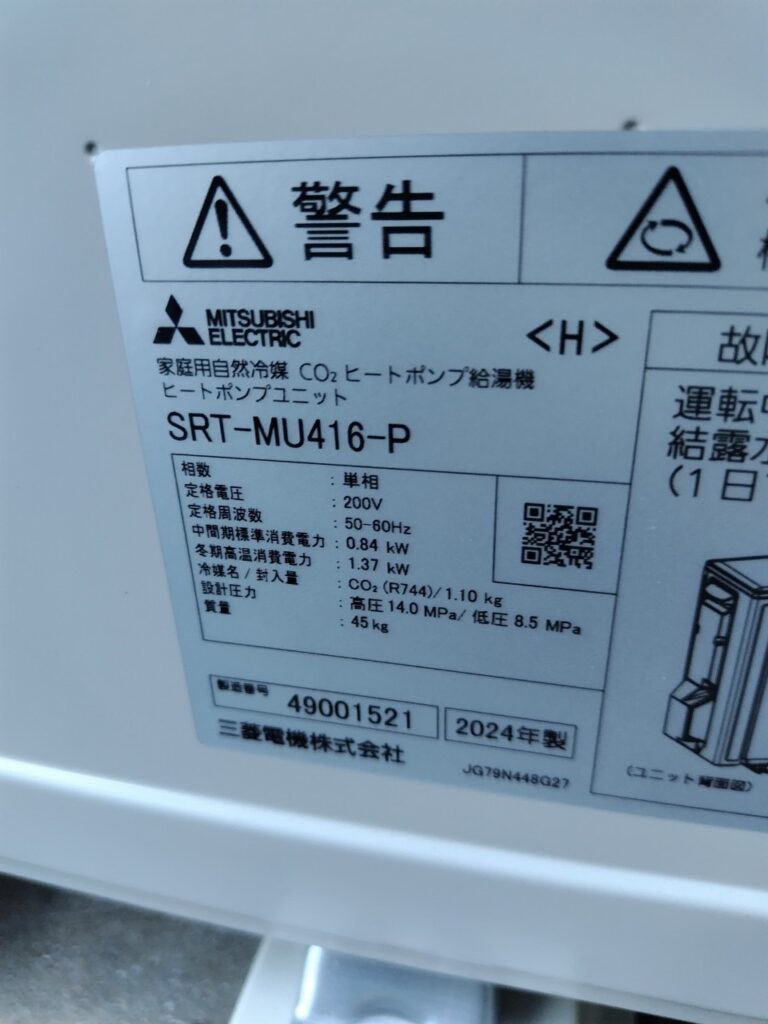 警告
MITSUBISHI
ELECTRIC
<H>
家庭用自然冷媒 CO₂ ヒートポンプ給湯機
ヒートポンプユニット
SRT-MU416-P
相数 : 単相
定格電圧 : 200V
定格周波数 : 50-60Hz
中間期標準消費電力 : 0.84 kW
冬期高温消費電力 : 1.37 kW
冷媒名 / 封入量 : CO₂ (R744)/1.10 kg
設計圧力 : 高圧 14.0 MPa/ 低圧 8.5 MPa
質量 : 45kg
製造番号 49001521 2024年製
三菱電機株式会社
JG79N448G27
故
運転
結露
(1日
(ユニット背面図)